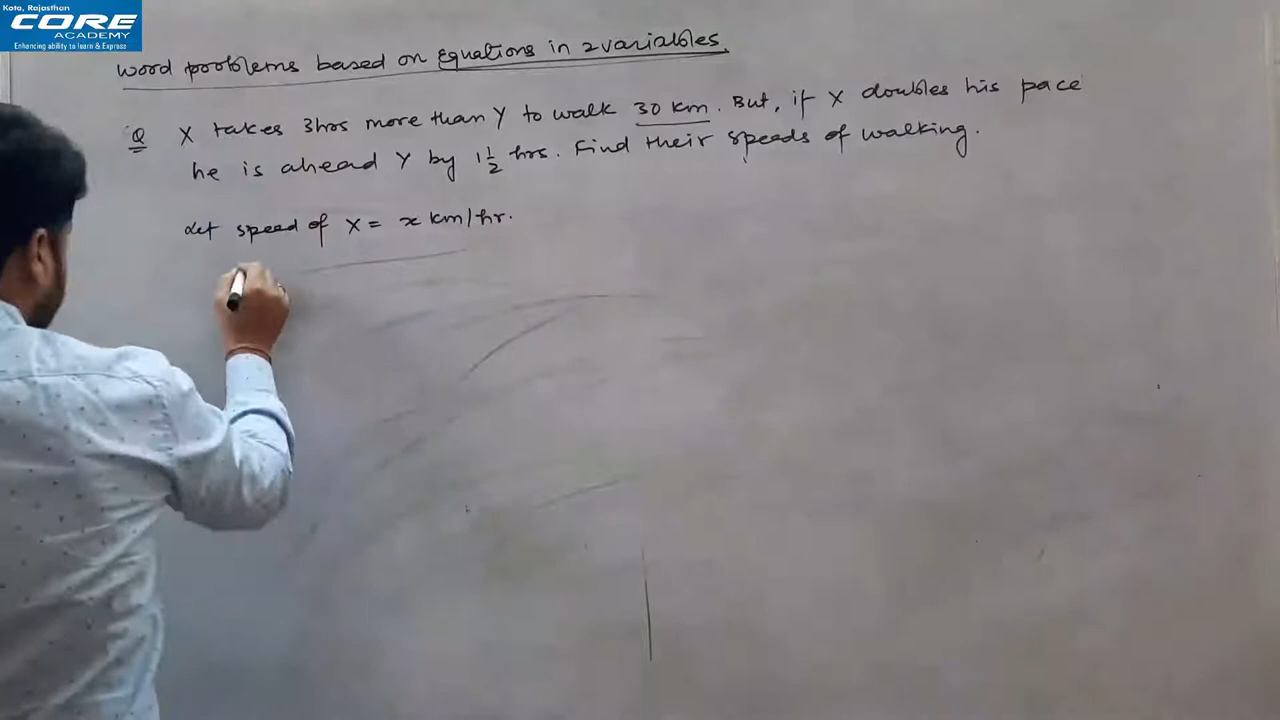 Kota, Rajasthan
CORE
ACADEMY
Enhancing ability to learn & Express
Word problems based on Equations in 2 variables.
Q X takes 3hrs more than Y to walk 30 km. But, if X doubles his pace
he is ahead Y by 1 1/2 hrs. Find their speeds of walking.
Let speed of X = x km/hr.